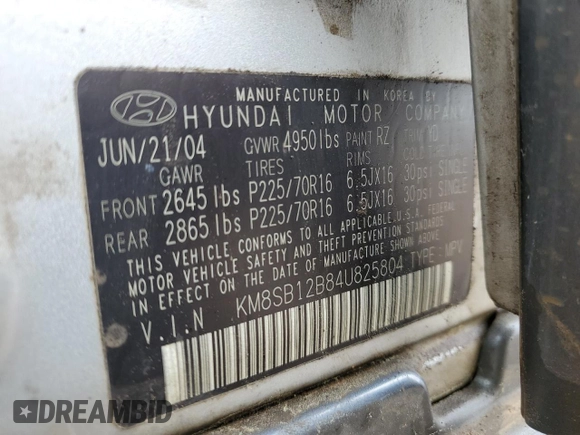 MANUFACTURED IN KOREA BY
HYUNDAI MOTOR COMPANY
JUN/21/04 GVWR 4950lbs PAINT RZ TRIM
GAWR TIRES RIMS COLD
FRONT 2645lbs P225/70R16 6.5JX16 30psi SINGLE
REAR 2865lbs P225/70R16 6.5JX16 30psi SINGLE
THIS VEHICLE CONFORMS TO ALL APPLICABLE U.S. FEDERAL
MOTOR VEHICLE SAFETY AND THEFT PREVENTION STANDARDS
IN EFFECT ON THE DATE OF MANUFACTURE SHOWN ABOVE.
V.I.N KM8SB12B84U825804 TYPE: MPV
DREAMBID